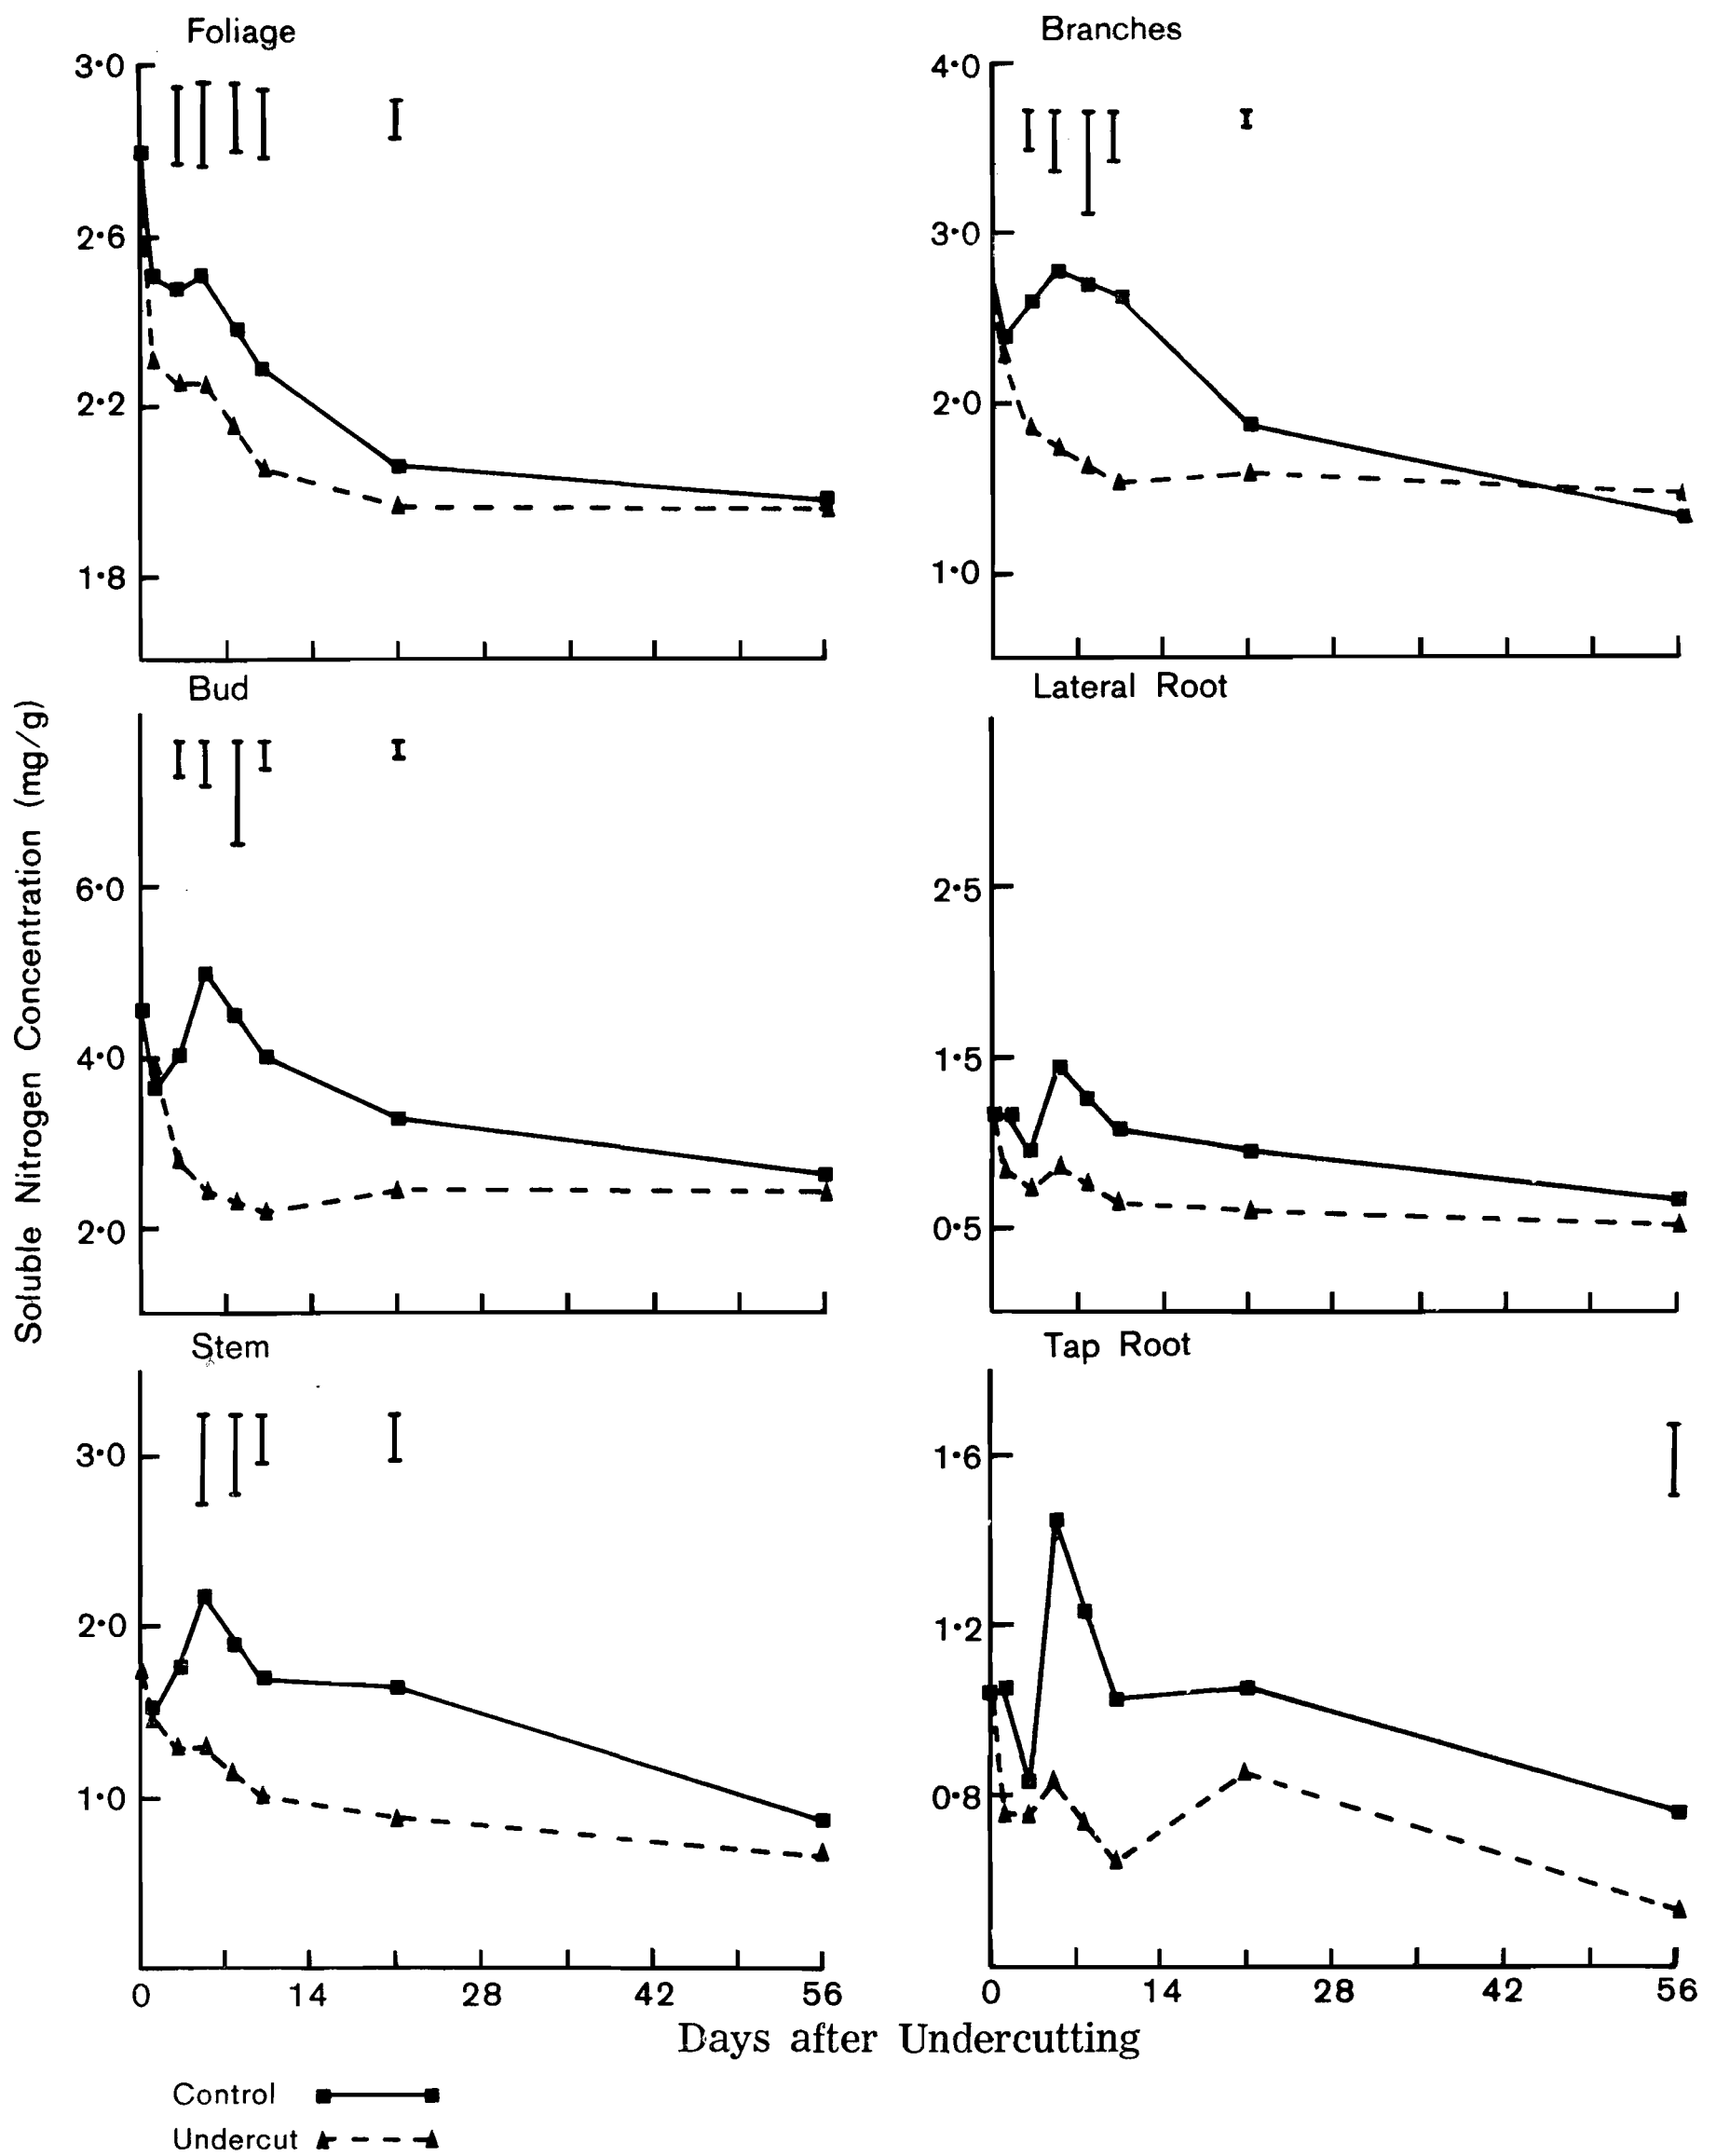 Foliage
3·0
2·6
2·2
1·8
Branches
4·0
3·0
2·0
1·0
Soluble Nitrogen Concentration (mg/g)
Bud
6·0
4·0
2·0
Lateral Root
2·5
1·5
0·5
Stem
3·0
2·0
1·0
0 14 28 42 56
Tap Root
1·6
1·2
0·8
0 14 28 42 56
Days after Undercutting
Control
Undercut